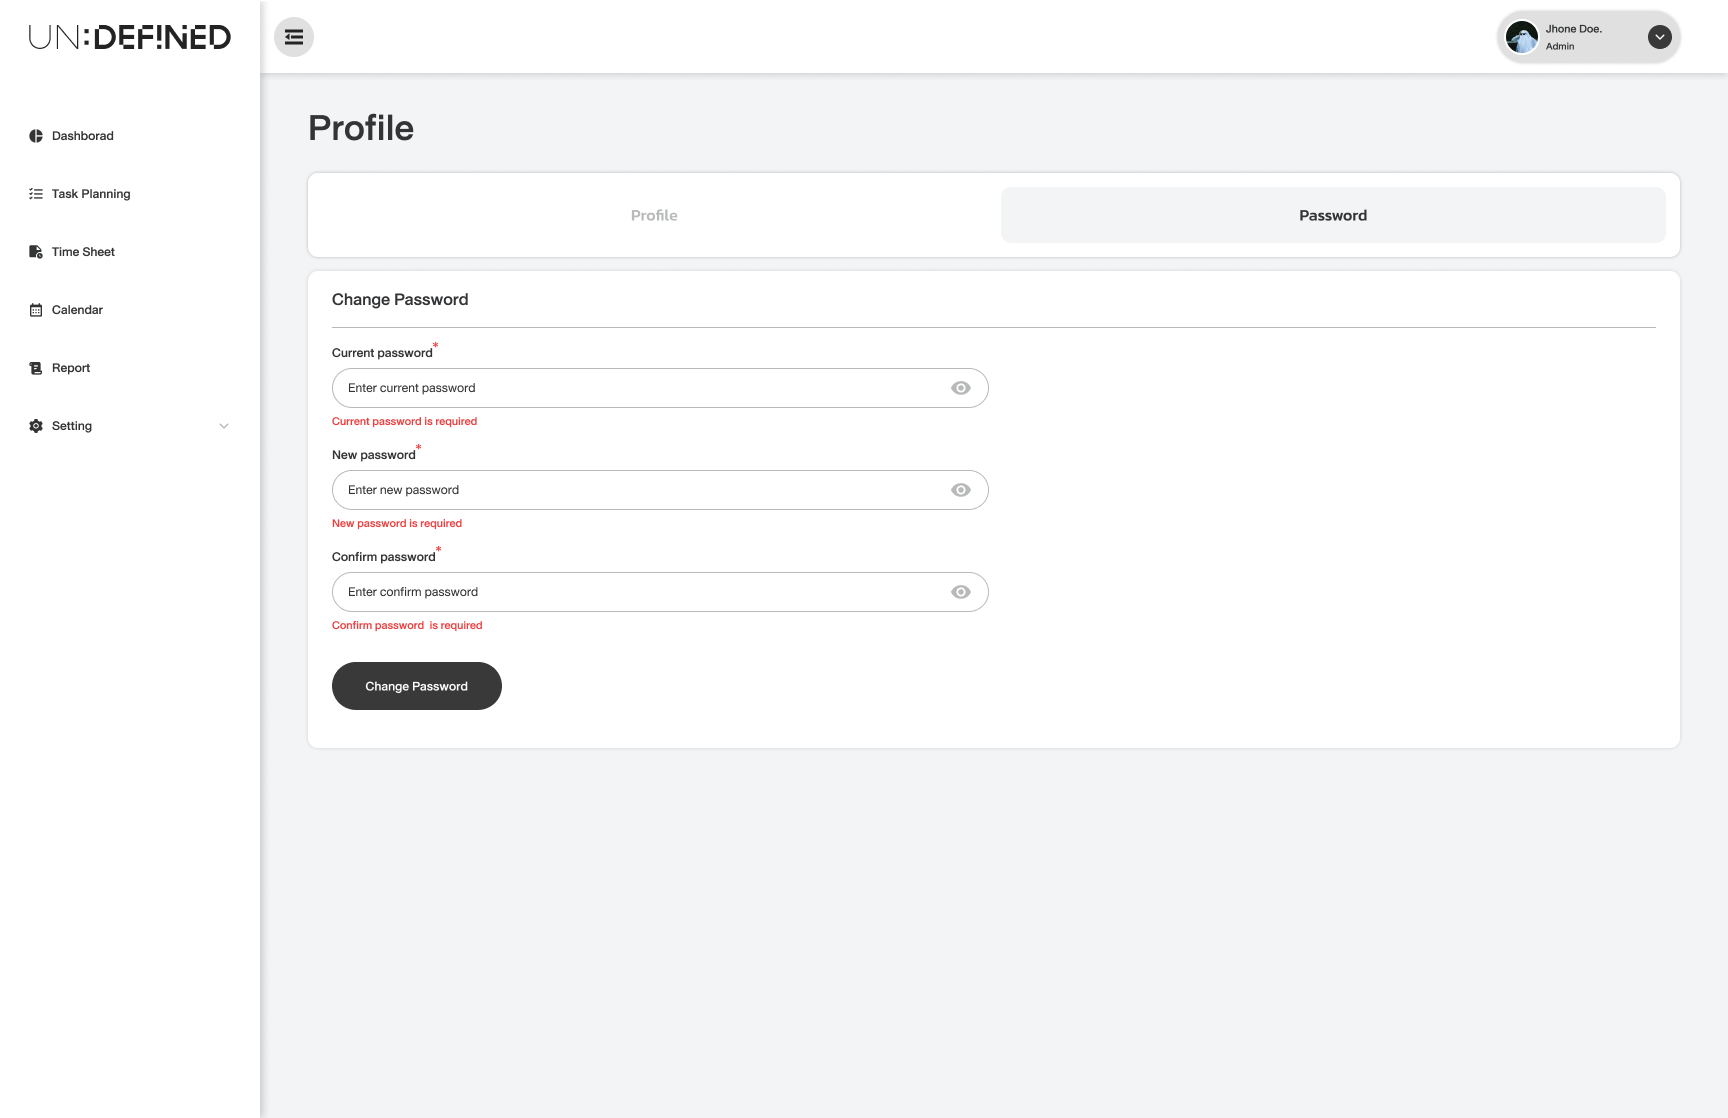 UN:DEF!NED
Jhone Doe.
Admin
Dashborad
Task Planning
Time Sheet
Calendar
Report
Setting
Profile
Profile
Password
Change Password
Current password*
Enter current password
Current password is required
New password*
Enter new password
New password is required
Confirm password*
Enter confirm password
Confirm password  is required
Change Password